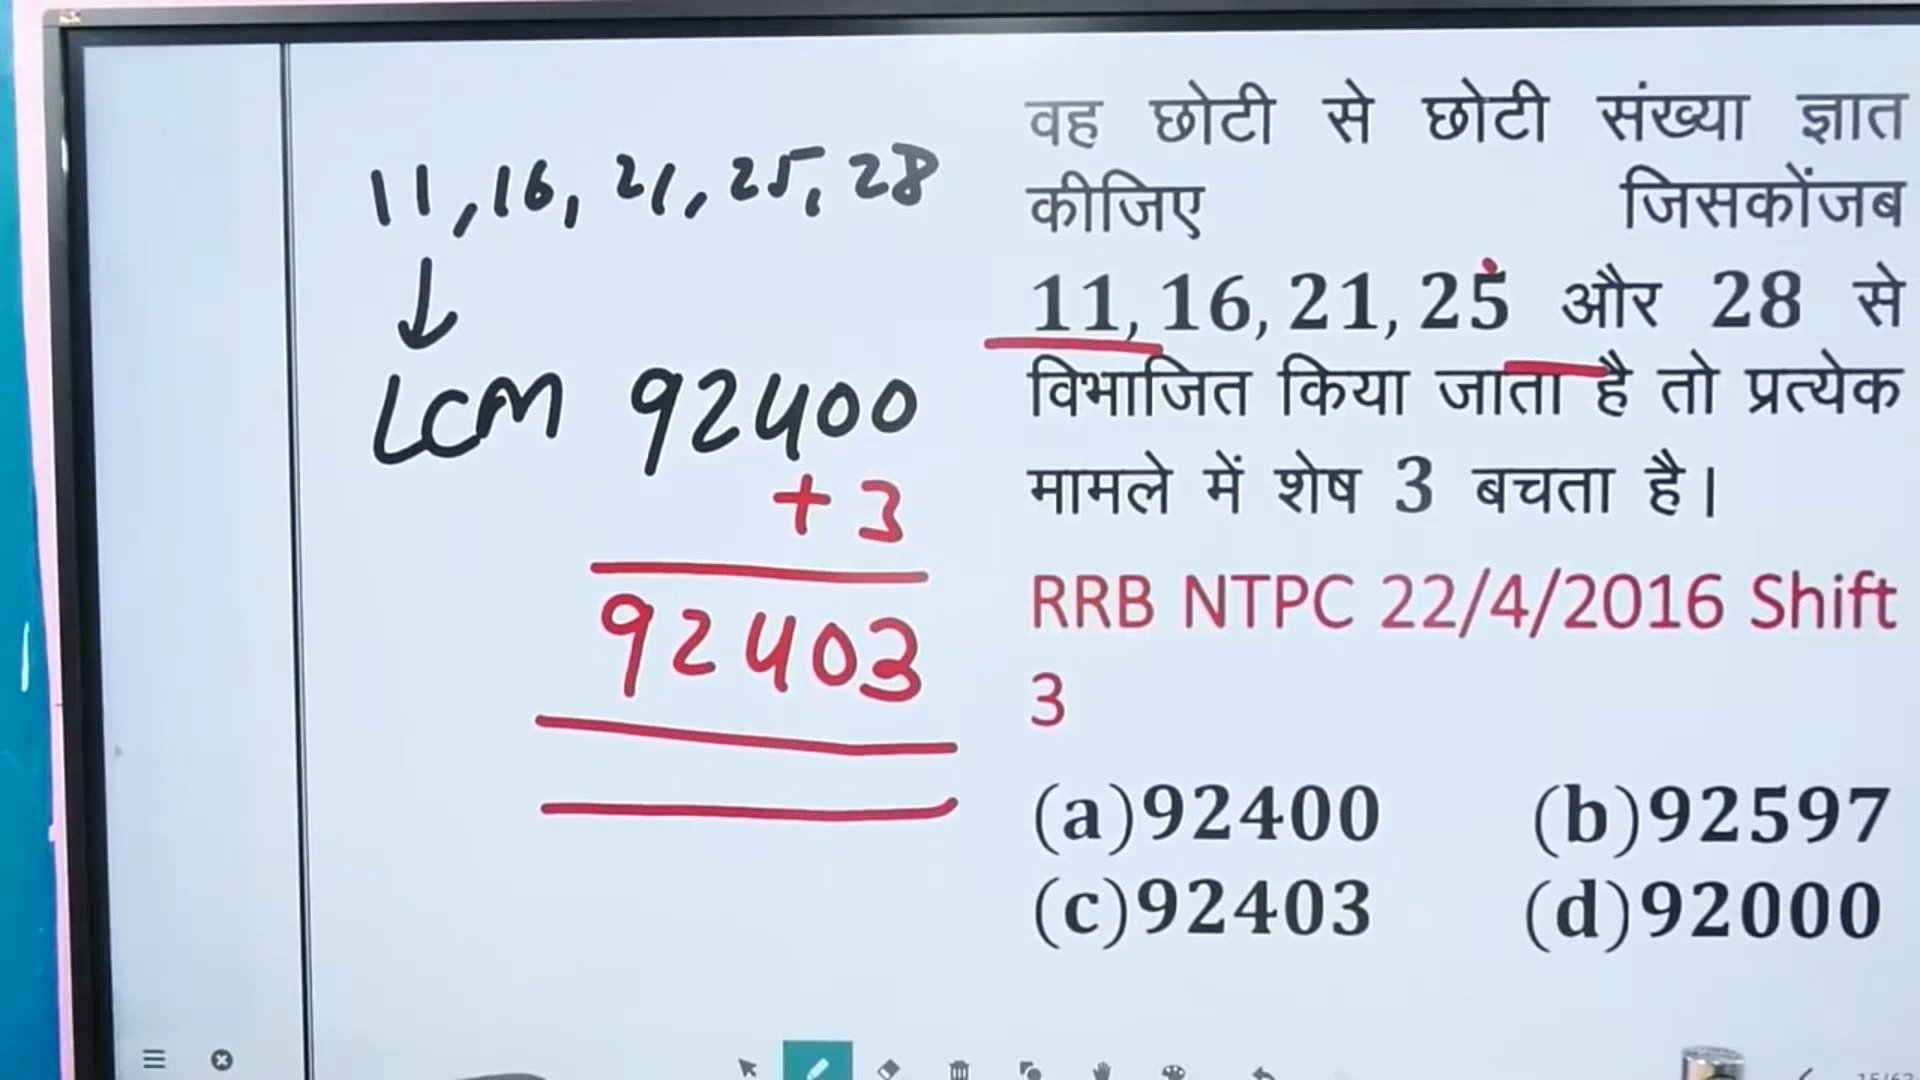 11, 16, 21, 25, 28
LCM 92400
+3
92403
वह छोटी से छोटी संख्या ज्ञात
कीजिए जिसकोंजब
11, 16, 21, 25 और 28 से
विभाजित किया जाता है तो प्रत्येक
मामले में शेष 3 बचता है।
RRB NTPC 22/4/2016 Shift
3
(a)92400 (b)92597
(c)92403 (d)92000